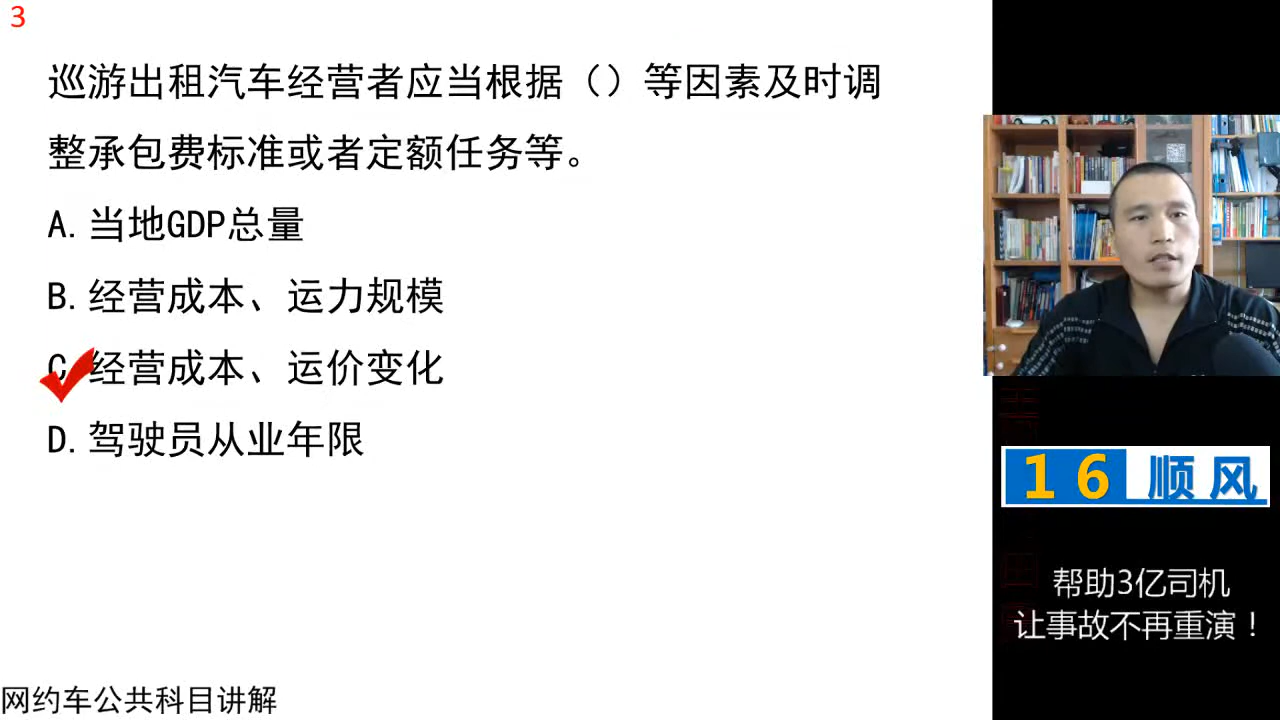 3
巡游出租汽车经营者应当根据（）等因素及时调
整承包费标准或者定额任务等。
A.当地GDP总量
B.经营成本、运力规模
C.经营成本、运价变化
D.驾驶员从业年限
16顺风
帮助3亿司机
让事故不再重演！
网约车公共科目讲解